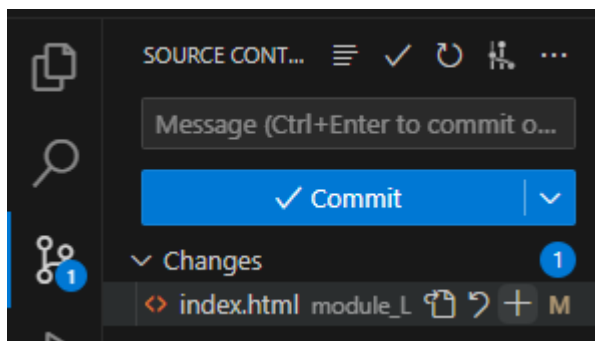 SOURCE CONT...
Message (Ctrl+Enter to commit o...
Commit
1
Changes 1
index.html module_L M